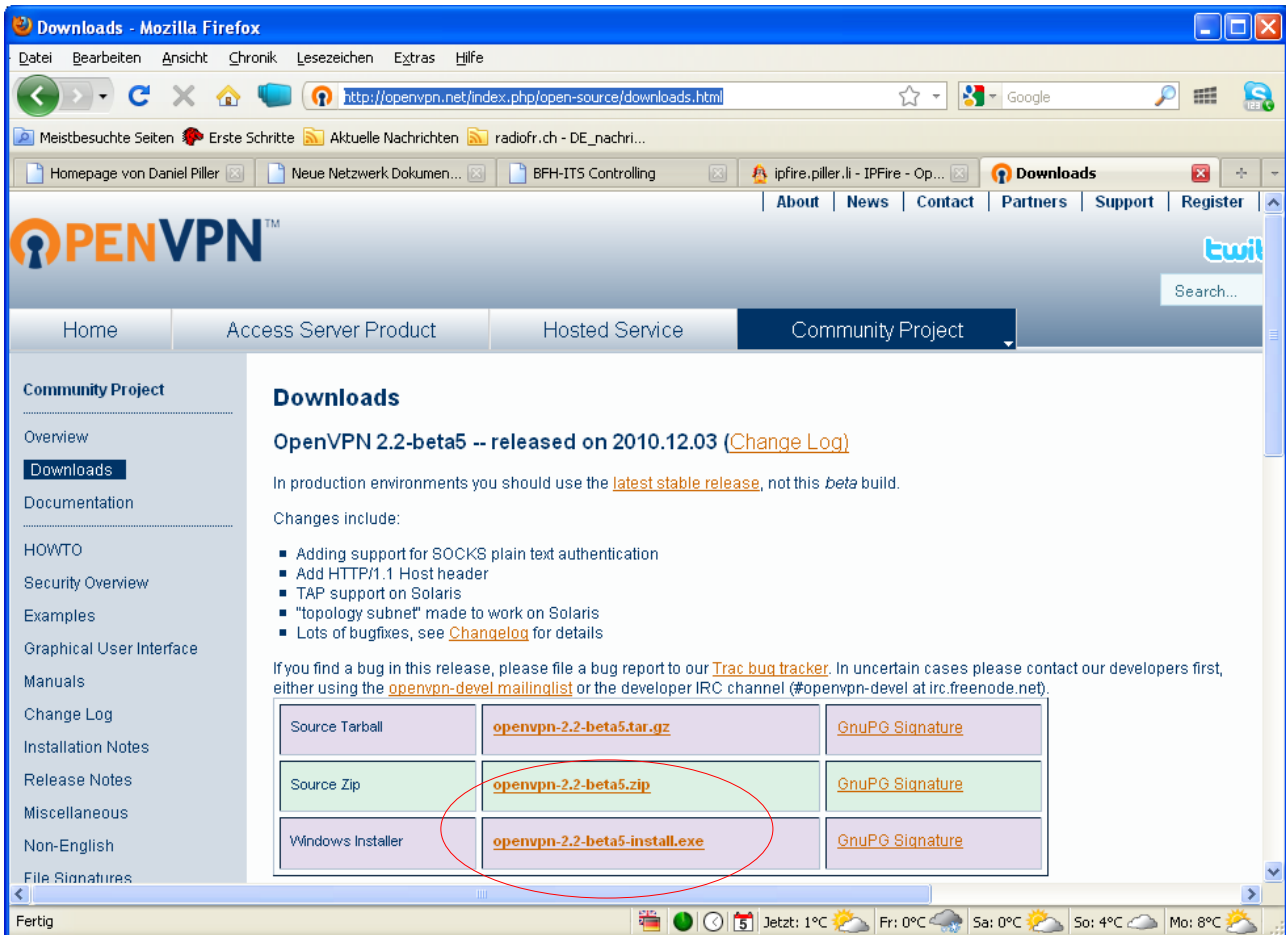 Downloads - Mozilla Firefox
Datei Bearbeiten Ansicht Chronik Lesezeichen Extras Hilfe
http://openvpn.net/index.php/open-source/downloads.html
Google
Meistbesuchte Seiten Erste Schritte Aktuelle Nachrichten radiofr.ch - DE_nachri...
Homepage von Daniel Piller Neue Netzwerk Dokumen... BFH-ITS Controlling ipfire.piller.li - IPFire - Op... Downloads
About News Contact Partners Support Register
OPENVPN™
twit
Search...
Home Access Server Product Hosted Service Community Project
Community Project
Overview
Downloads
Documentation
HOWTO
Security Overview
Examples
Graphical User Interface
Manuals
Change Log
Installation Notes
Release Notes
Miscellaneous
Non-English
File Signatures
Downloads
OpenVPN 2.2-beta5 -- released on 2010.12.03 (Change Log)
In production environments you should use the latest stable release, not this beta build.
Changes include:
Adding support for SOCKS plain text authentication
Add HTTP/1.1 Host header
TAP support on Solaris
"topology subnet" made to work on Solaris
Lots of bugfixes, see Changelog for details
If you find a bug in this release, please file a bug report to our Trac bug tracker. In uncertain cases please contact our developers first,
either using the openvpn-devel mailinglist or the developer IRC channel (#openvpn-devel at irc.freenode.net).
Source Tarball openvpn-2.2-beta5.tar.gz GnuPG Signature
Source Zip openvpn-2.2-beta5.zip GnuPG Signature
Windows Installer openvpn-2.2-beta5-install.exe GnuPG Signature
Fertig 5 Jetzt: 1°C Fr: 0°C Sa: 0°C So: 4°C Mo: 8°C